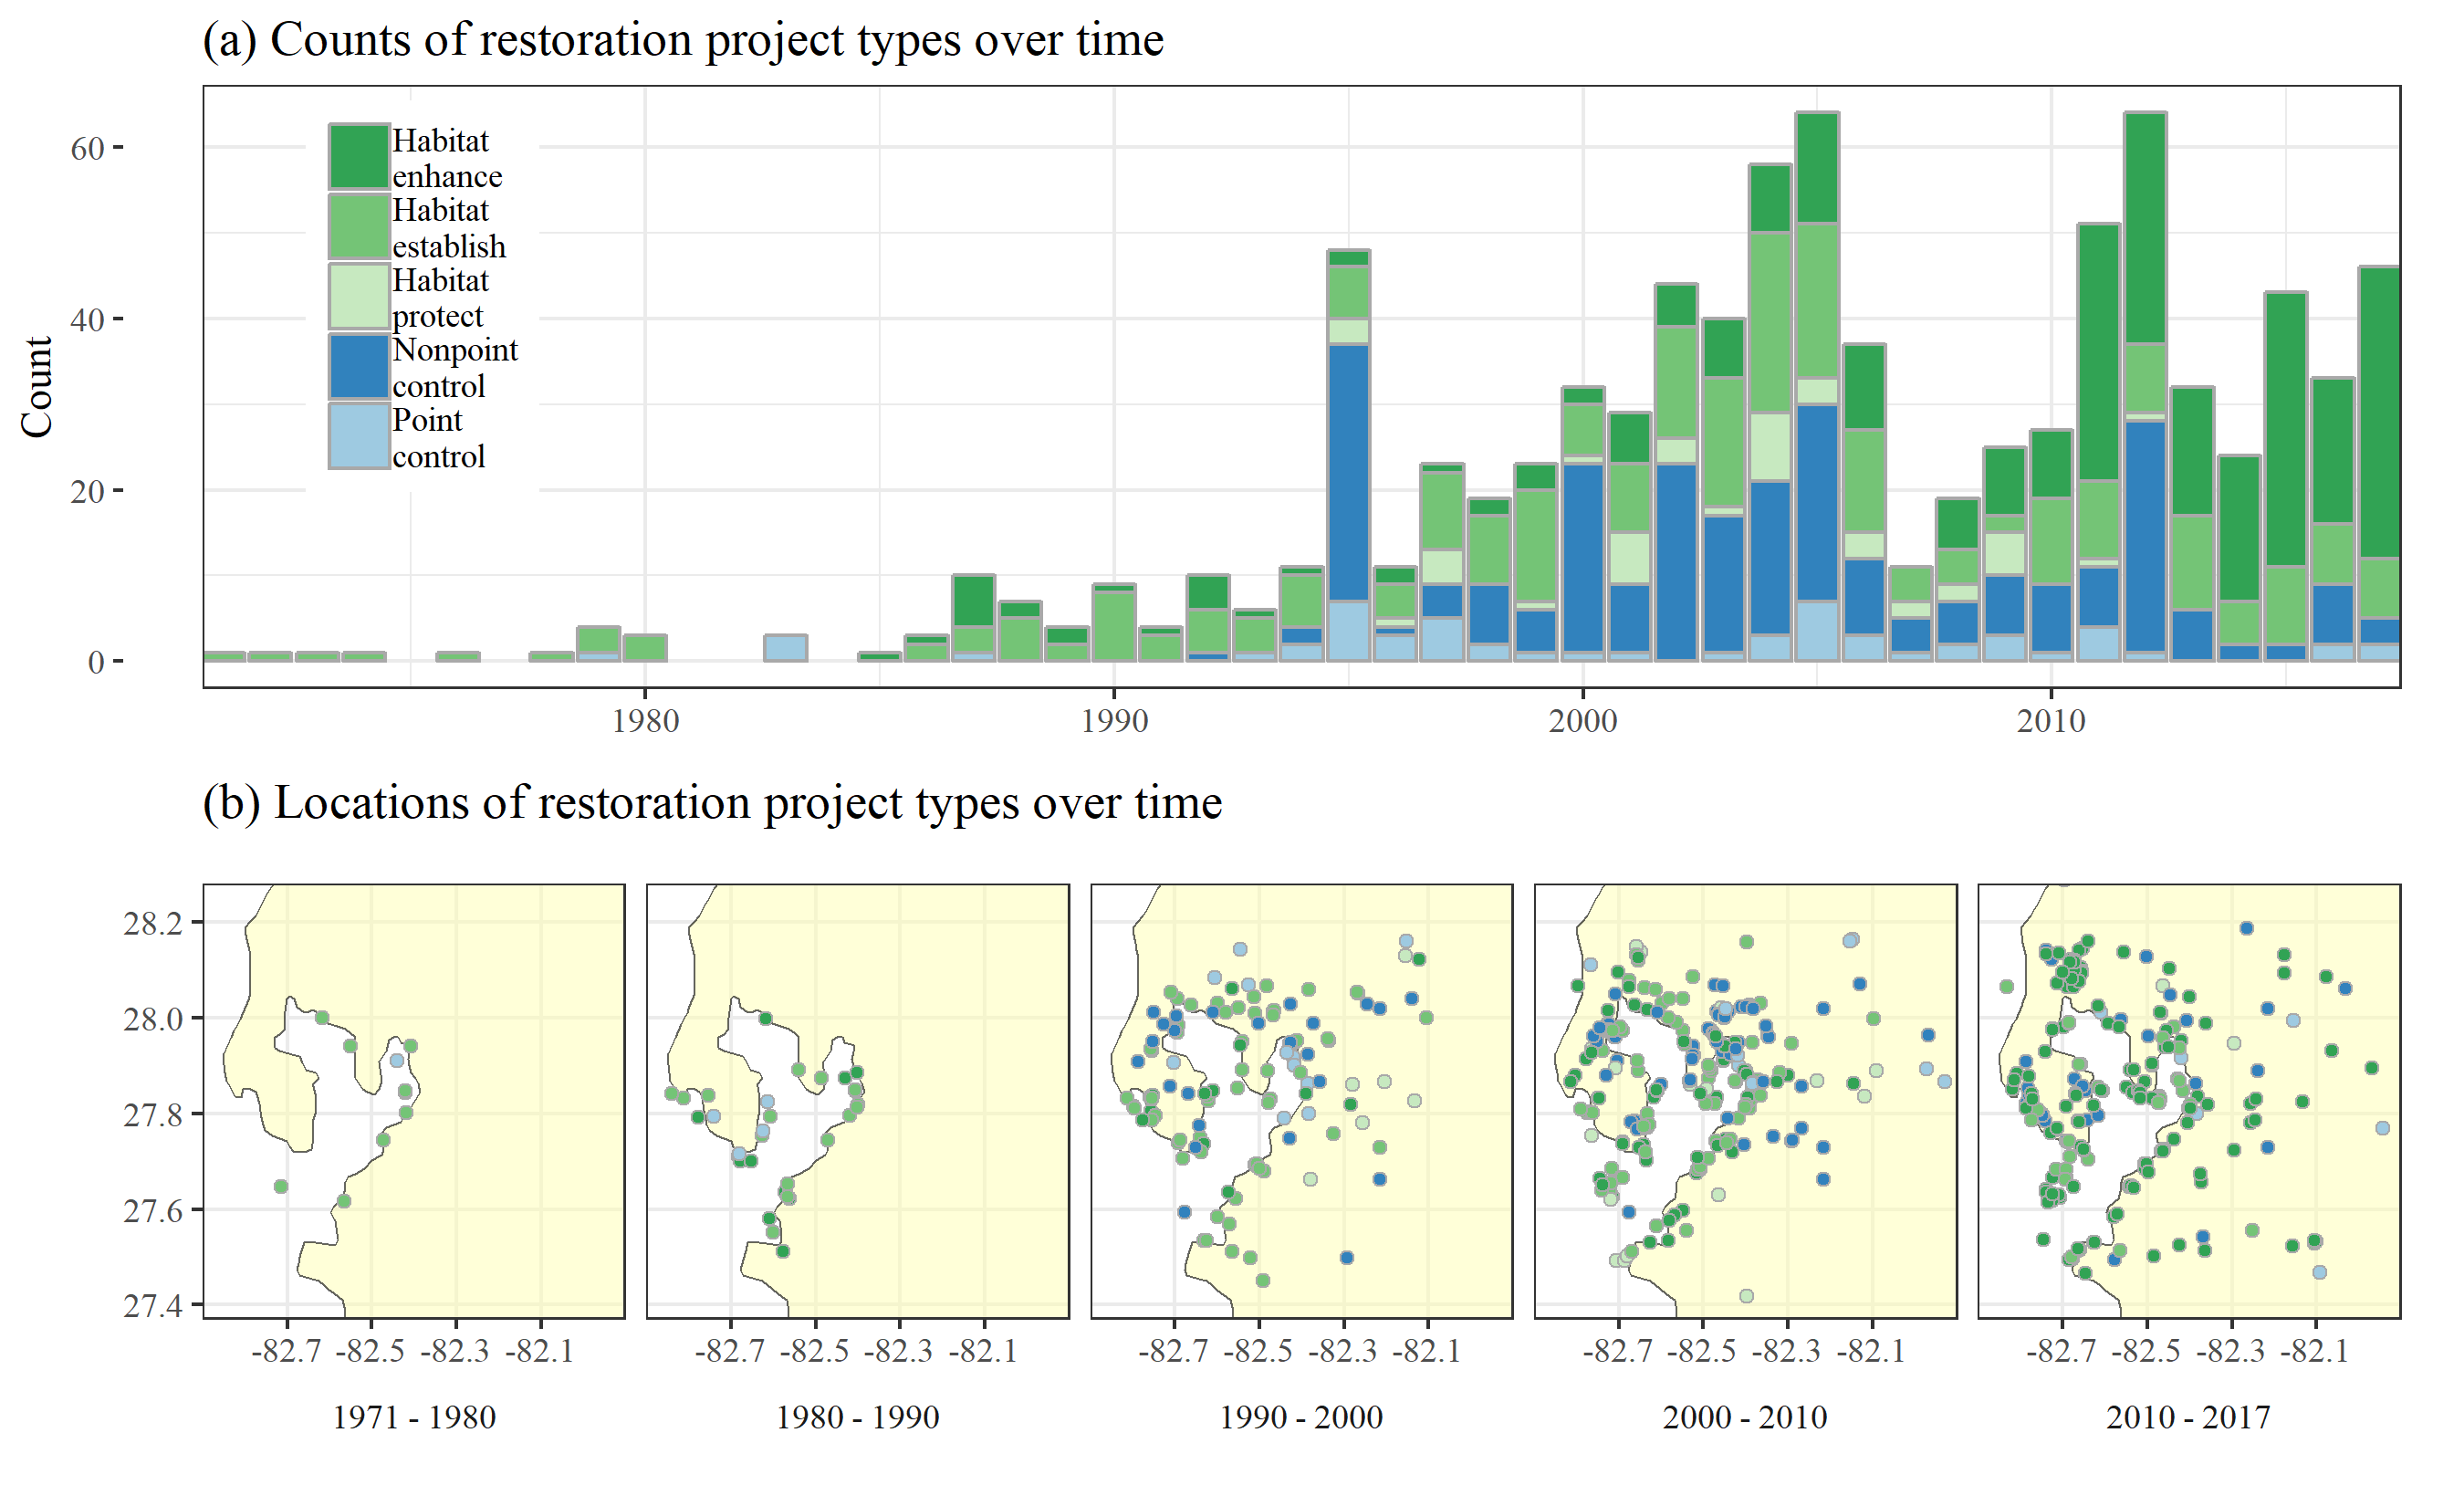 (a) Counts of restoration project types over time
Count
60
40
20
0
Habitat
enhance
Habitat
establish
Habitat
protect
Nonpoint
control
Point
control
1980 1990 2000 2010
(b) Locations of restoration project types over time
28.2
28.0
27.8
27.6
27.4
-82.7 -82.5 -82.3 -82.1 -82.7 -82.5 -82.3 -82.1 -82.7 -82.5 -82.3 -82.1 -82.7 -82.5 -82.3 -82.1 -82.7 -82.5 -82.3 -82.1
1971 - 1980 1980 - 1990 1990 - 2000 2000 - 2010 2010 - 2017